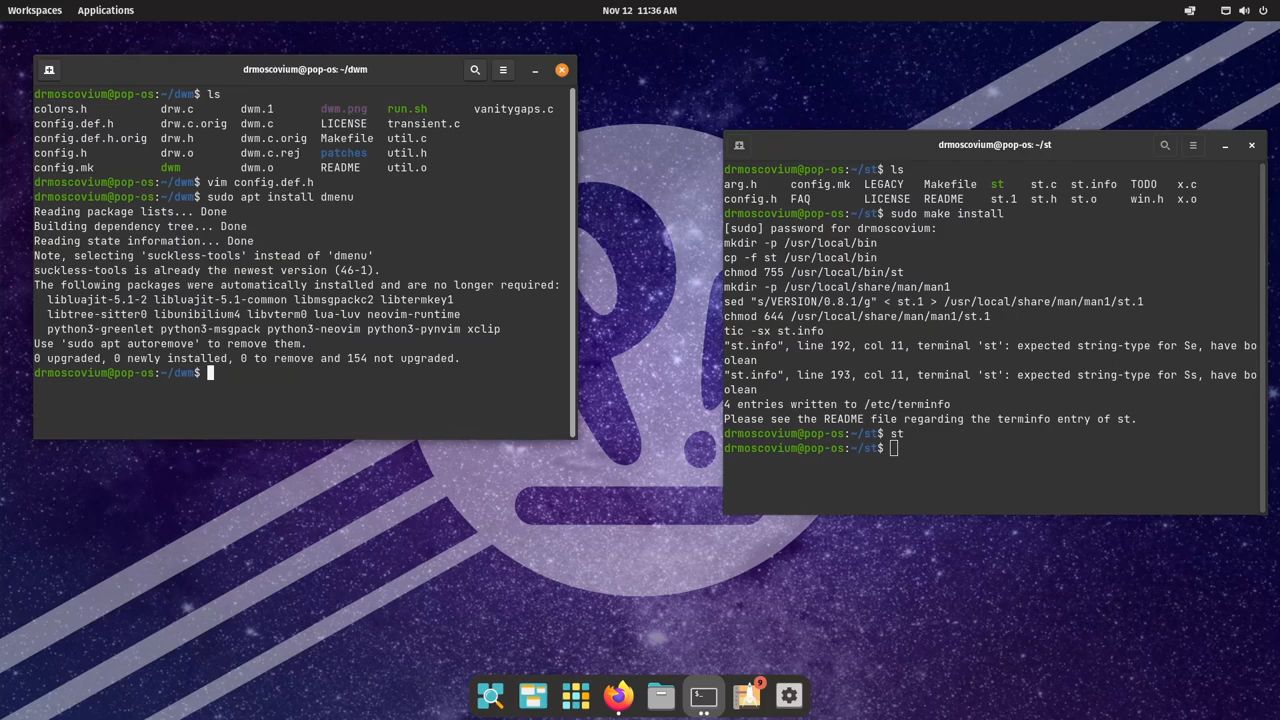 Workspaces Applications Nov 12 11:36 AM
drmoscovium@pop-os: ~/dwm
drmoscovium@pop-os:~/dwm$ ls
colors.h drw.c dwm.1 dwm.png run.sh vanitygaps.c
config.def.h drw.c.orig dwm.c LICENSE transient.c
config.def.h.orig drw.h dwm.c.orig Makefile util.c
config.h drw.o dwm.c.rej patches util.h
config.mk dwm dwm.o README util.o
drmoscovium@pop-os:~/dwm$ vim config.def.h
drmoscovium@pop-os:~/dwm$ sudo apt install dmenu
Reading package lists... Done
Building dependency tree... Done
Reading state information... Done
Note, selecting 'suckless-tools' instead of 'dmenu'
suckless-tools is already the newest version (46-1).
The following packages were automatically installed and are no longer required:
libluajit-5.1-2 libluajit-5.1-common libmsgpackc2 libtermkey1
libtree-sitter0 libunibilium4 libvterm0 lua-luv neovim-runtime
python3-greenlet python3-msgpack python3-neovim python3-pynvim xclip
Use 'sudo apt autoremove' to remove them.
0 upgraded, 0 newly installed, 0 to remove and 154 not upgraded.
drmoscovium@pop-os:~/dwm$
drmoscovium@pop-os: ~/st
drmoscovium@pop-os:~/st$ ls
arg.h config.mk LEGACY Makefile st st.c st.info TODO x.c
config.h FAQ LICENSE README st.1 st.h st.o win.h x.o
drmoscovium@pop-os:~/st$ sudo make install
[sudo] password for drmoscovium:
mkdir -p /usr/local/bin
cp -f st /usr/local/bin
chmod 755 /usr/local/bin/st
mkdir -p /usr/local/share/man/man1
sed "s/VERSION/0.8.1/g" < st.1 > /usr/local/share/man/man1/st.1
chmod 644 /usr/local/share/man/man1/st.1
tic -sx st.info
"st.info", line 192, col 11, terminal 'st': expected string-type for Se, have bo
olean
"st.info", line 193, col 11, terminal 'st': expected string-type for Ss, have bo
olean
4 entries written to /etc/terminfo
Please see the README file regarding the terminfo entry of st.
drmoscovium@pop-os:~/st$ st
drmoscovium@pop-os:~/st$
9